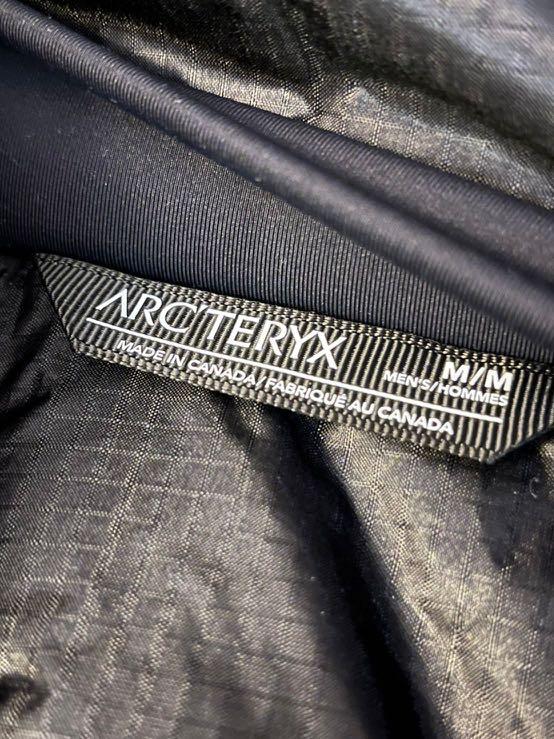 ARC'TERYX
M/M
MEN'S/HOMMES
MADE IN CANADA/FABRIQUÉ AU CANADA